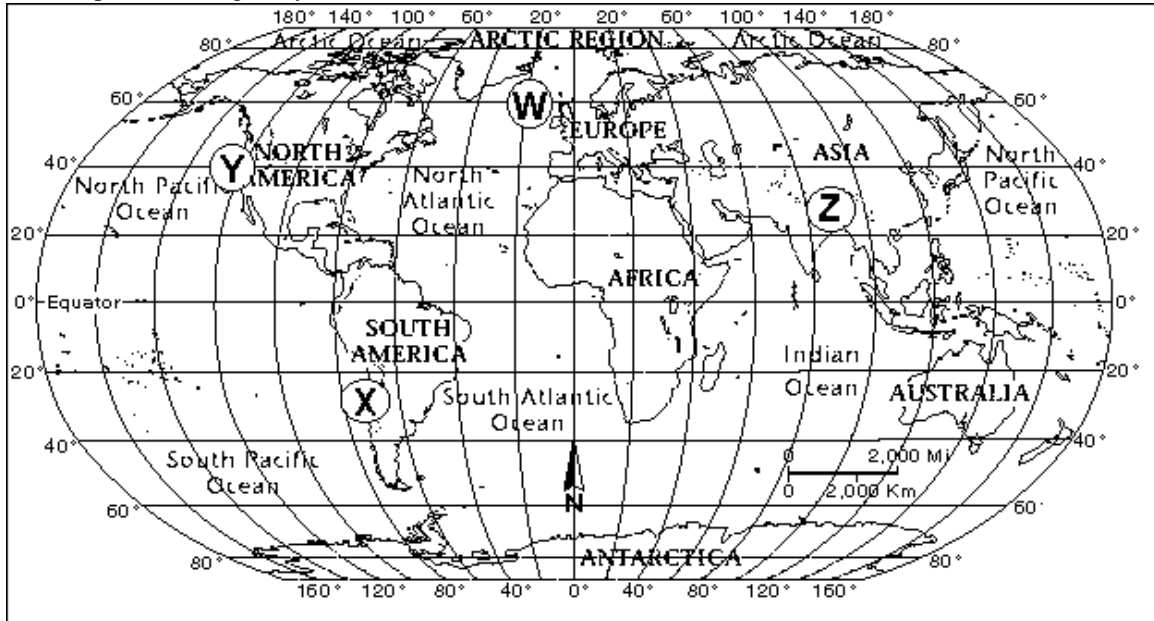 180° 140° 100° 60° 20° 20° 60° 100° 140° 180°
80° Arctic Ocean ARCTIC REGION Arctic Ocean 80°
60° W 60°
EUROPE
40° Y NORTH AMERICA ASIA North Pacific Ocean 40°
North Pacific Ocean
North Atlantic Ocean
Z
20° 20°
AFRICA
0° Equator 0°
SOUTH AMERICA
Indian Ocean
20° 20°
X South Atlantic Ocean AUSTRALIA
40° 40°
South Pacific Ocean
0 2,000 Mi
0 2,000 Km
N
60° 60°
80° ANTARCTICA 80°
160° 120° 80° 40° 0° 40° 80° 120° 160°